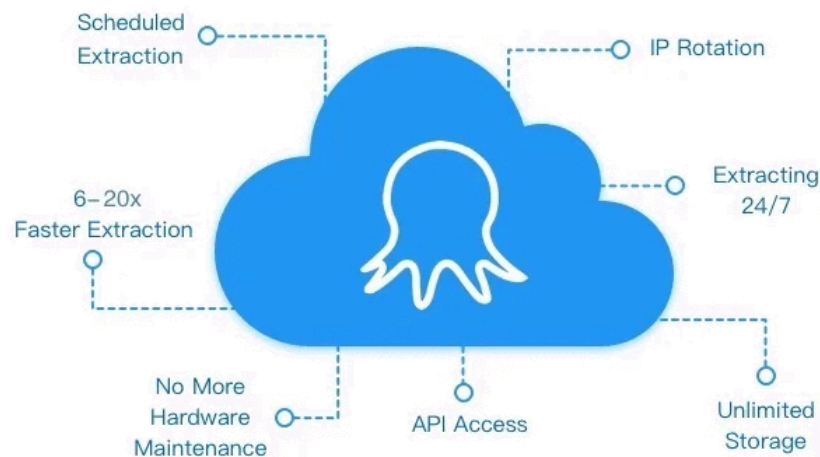 Scheduled
Extraction
IP Rotation
6–20x
Faster Extraction
Extracting
24/7
No More
Hardware
Maintenance
API Access
Unlimited
Storage